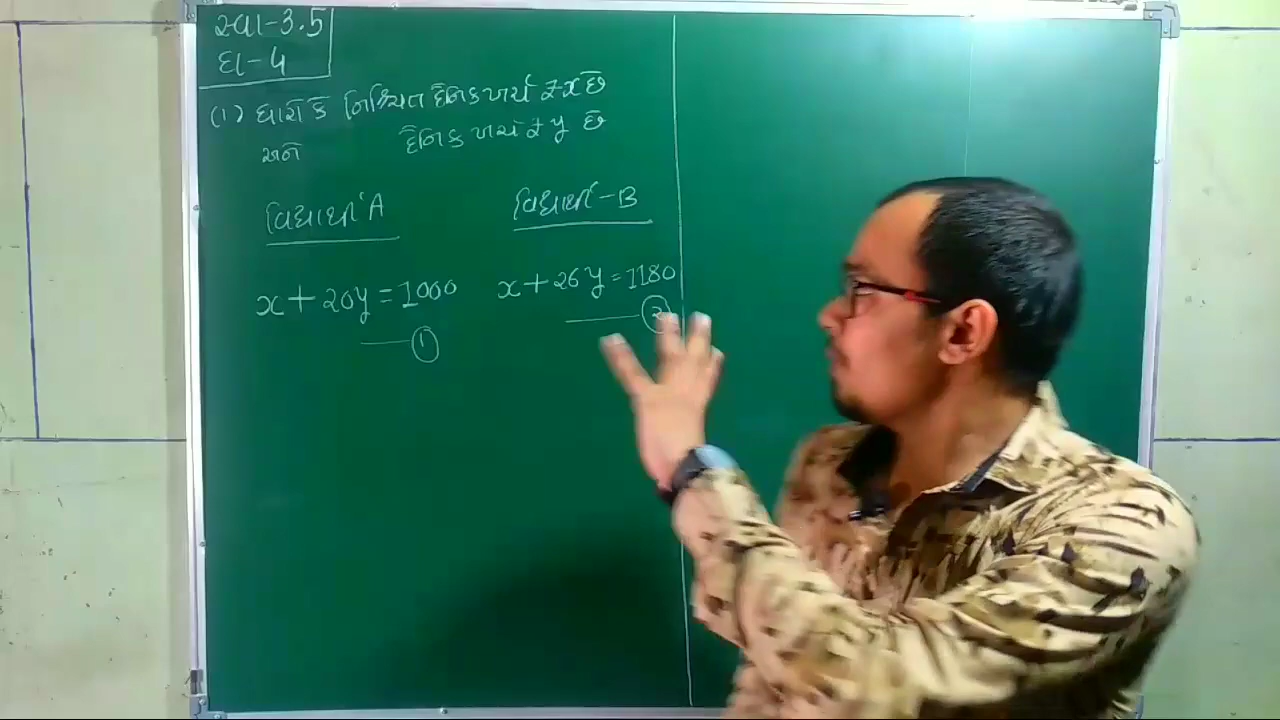 સ્વા-3.5
દા-4
(1) ધારો કે નિશ્ચિત દૈનિક ખર્ચ ₹ x છે
અને દૈનિક ખર્ચ ₹ y છે
વિદ્યાર્થી A
વિદ્યાર્થી-B
x + 20y = 1000
x + 26y = 1180
①
②